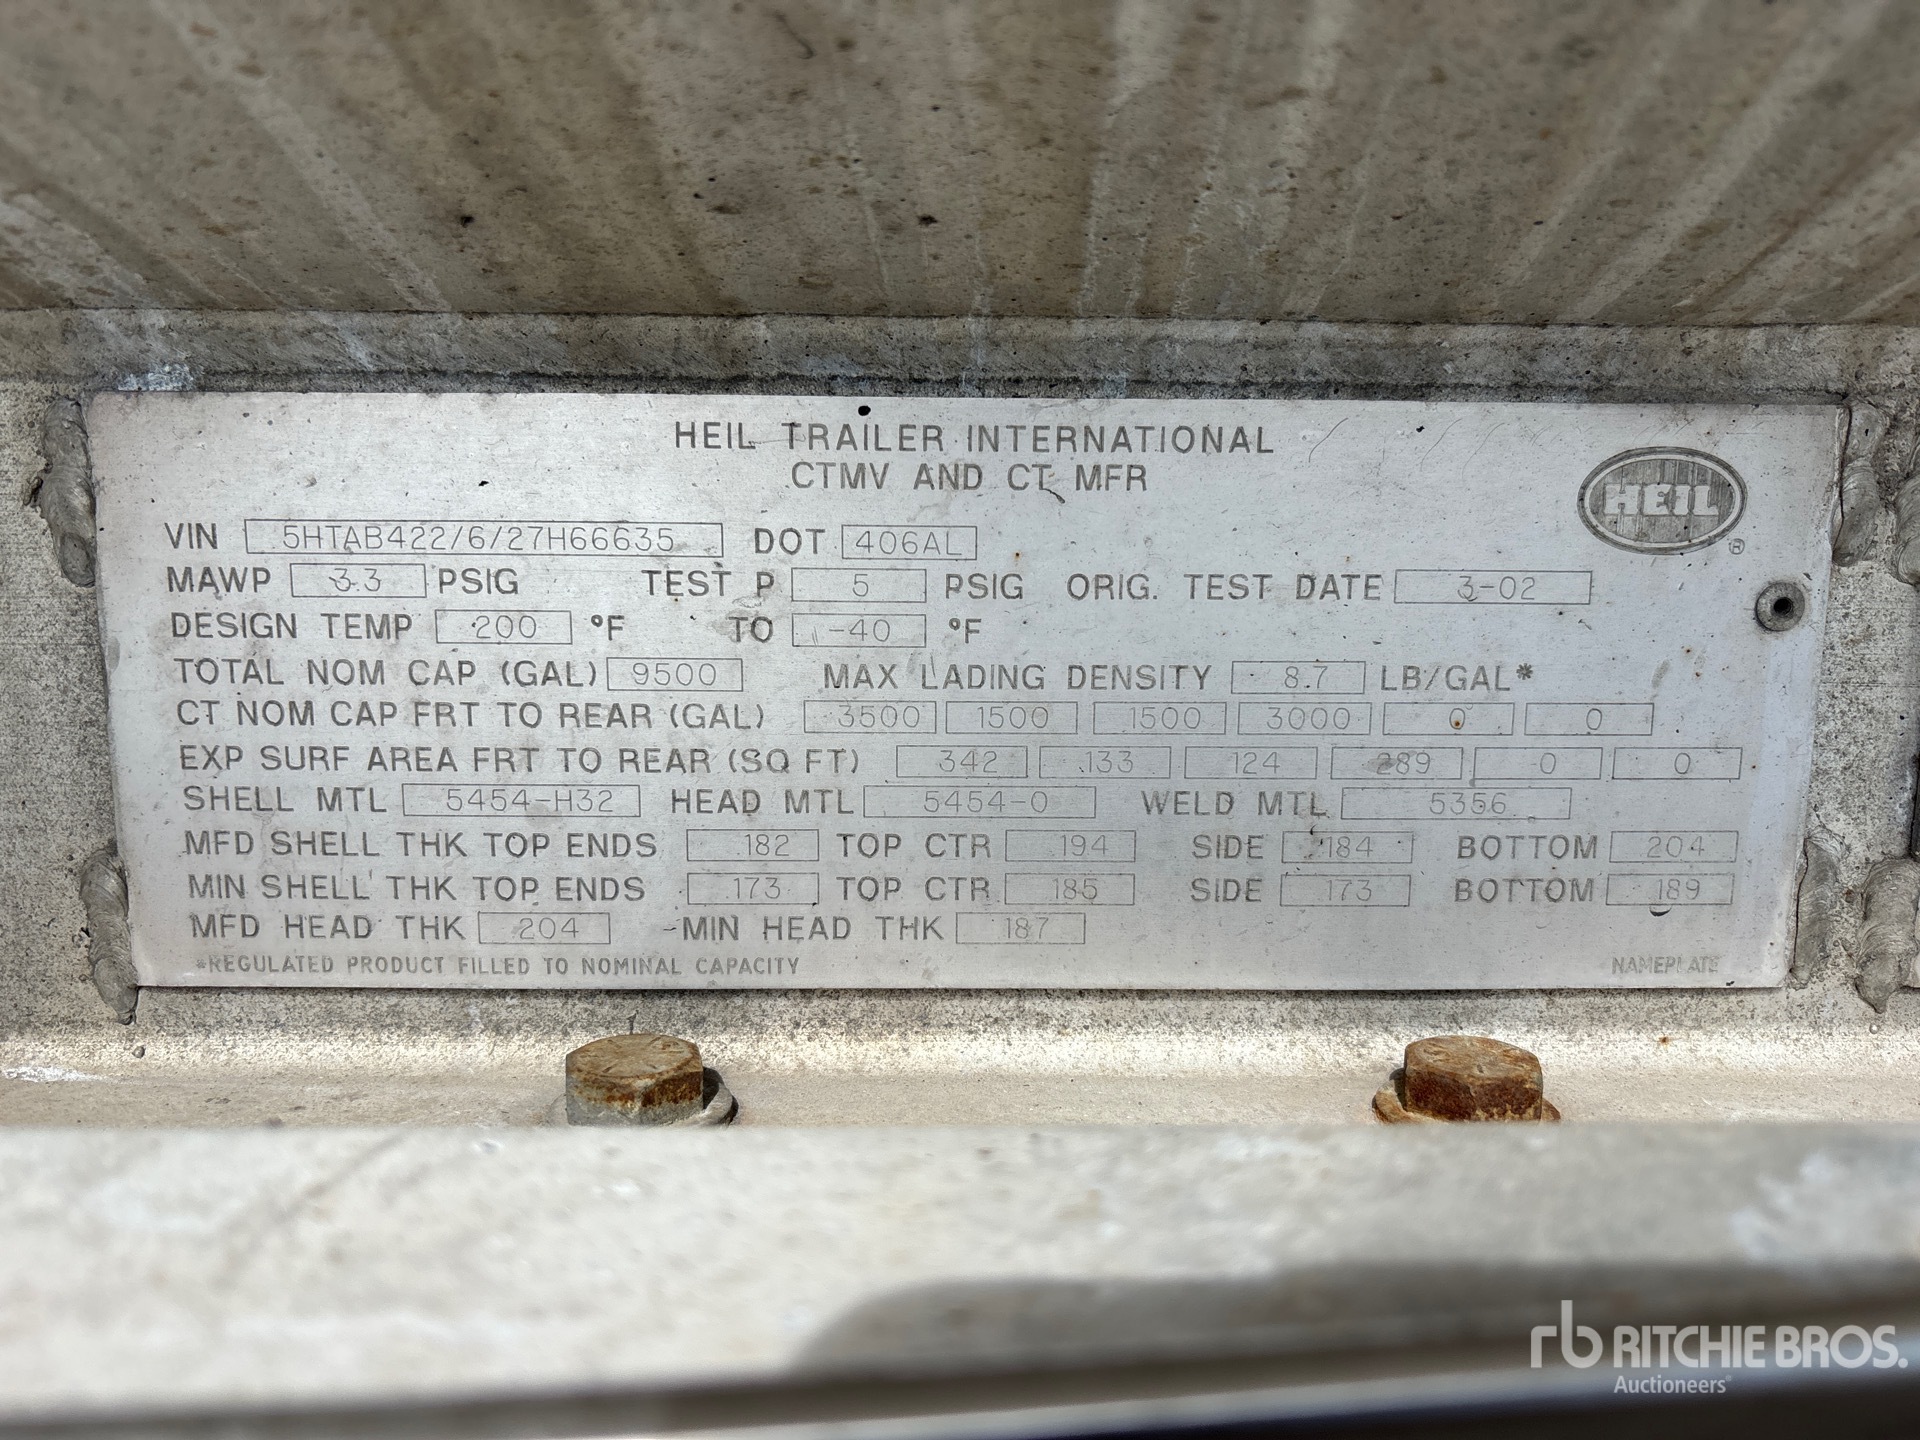 HEIL TRAILER INTERNATIONAL
CTMV AND CT MFR
HEIL ®
VIN 5HTAB422/6/27H66635 DOT 406AL
MAWP 3.3 PSIG TEST P 5 PSIG ORIG. TEST DATE 3-02
DESIGN TEMP 200 °F TO -40 °F
TOTAL NOM CAP (GAL) 9500 MAX LADING DENSITY 8.7 LB/GAL*
CT NOM CAP FRT TO REAR (GAL) 3500 1500 1500 3000 0 0
EXP SURF AREA FRT TO REAR (SQ FT) 342 133 124 289 0 0
SHELL MTL 5454-H32 HEAD MTL 5454-0 WELD MTL 5356
MFD SHELL THK TOP ENDS .182 TOP CTR .194 SIDE .184 BOTTOM .204
MIN SHELL THK TOP ENDS .173 TOP CTR .185 SIDE .173 BOTTOM .189
MFD HEAD THK .204 MIN HEAD THK .187
*REGULATED PRODUCT FILLED TO NOMINAL CAPACITY NAMEPLATE
rb RITCHIE BROS.
Auctioneers